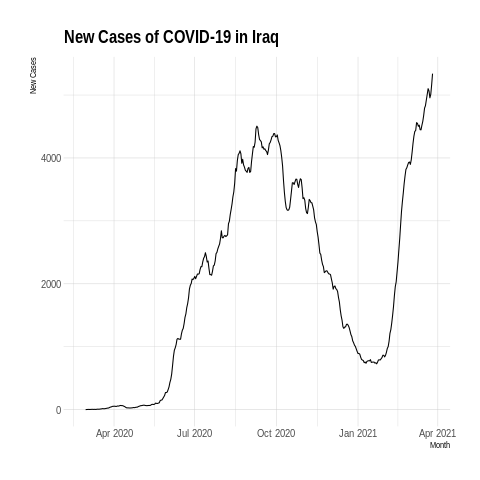 New Cases of COVID-19 in Iraq
New Cases
4000
2000
0
Apr 2020
Jul 2020
Oct 2020
Jan 2021
Apr 2021
Month